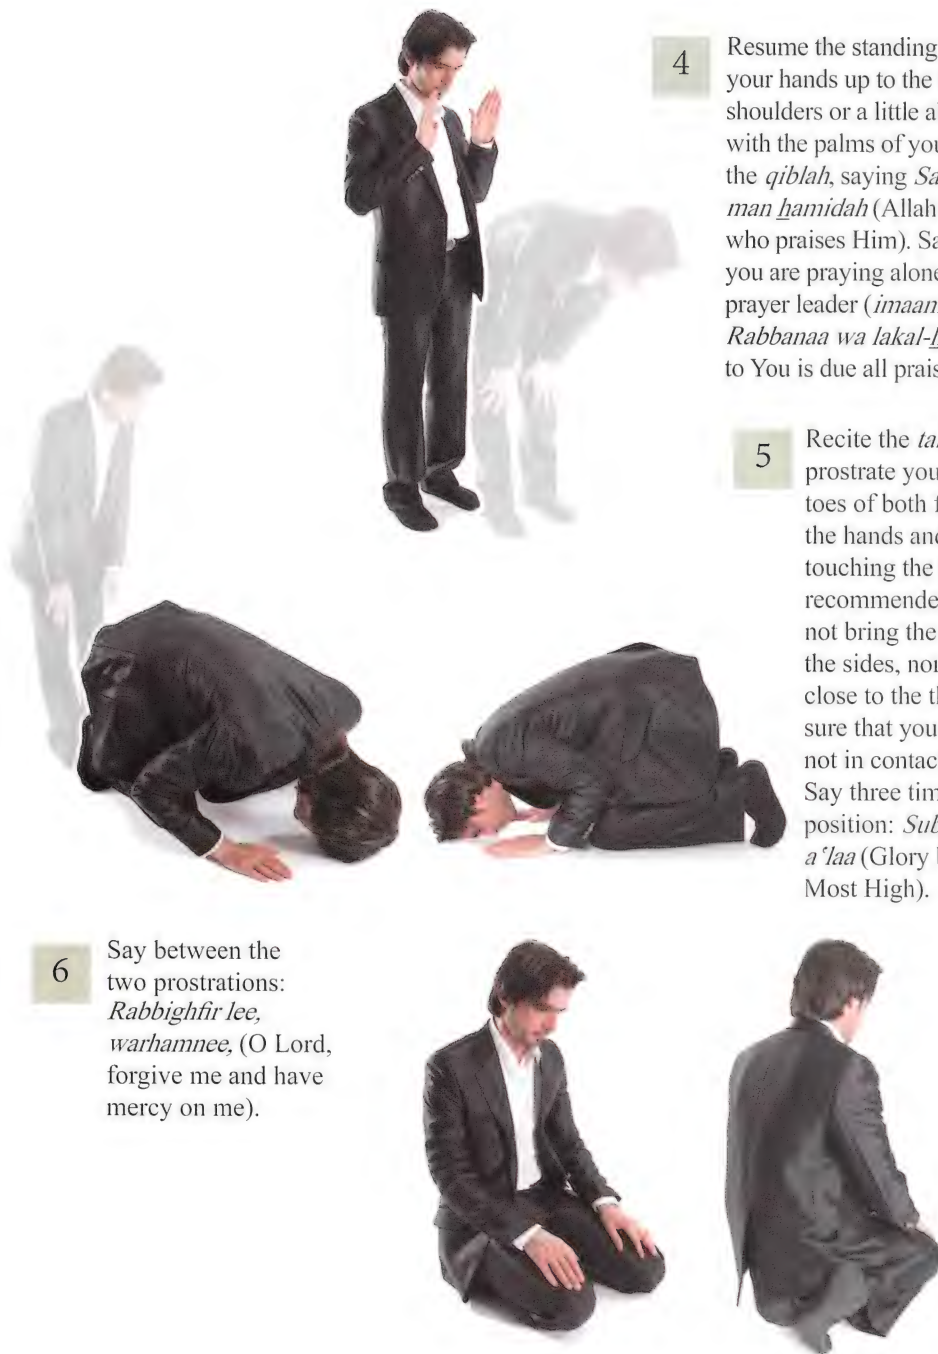 4
Resume the standing
your hands up to the
shoulders or a little a
with the palms of you
the qiblah, saying Sa
man hamidah (Allah
who praises Him). Sa
you are praying alone
prayer leader (imaam
Rabbanaa wa lakal-h
to You is due all prais
5
Recite the ta
prostrate you
toes of both f
the hands and
touching the
recommende
not bring the
the sides, nor
close to the th
sure that you
not in contac
Say three tim
position: Sub
a‘laa (Glory
Most High).
6
Say between the
two prostrations:
Rabbighfir lee,
warhamnee, (O Lord,
forgive me and have
mercy on me).